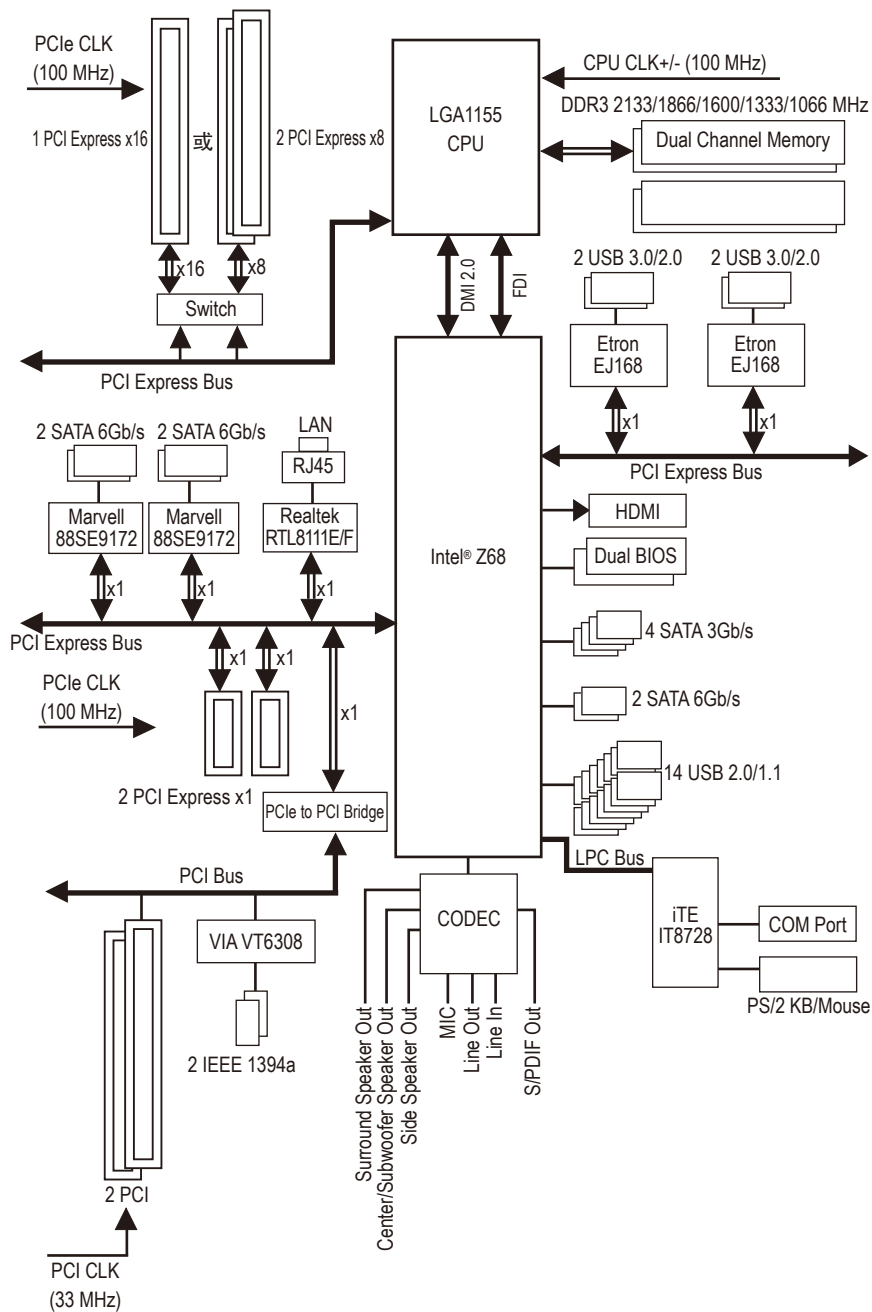 PCIe CLK
(100 MHz)
1 PCI Express x16
或
2 PCI Express x8
x16
x8
Switch
PCI Express Bus
LGA1155
CPU
CPU CLK+/- (100 MHz)
DDR3 2133/1866/1600/1333/1066 MHz
Dual Channel Memory
DMI 2.0
FDI
2 USB 3.0/2.0
2 USB 3.0/2.0
Etron
EJ168
Etron
EJ168
x1
x1
PCI Express Bus
2 SATA 6Gb/s
2 SATA 6Gb/s
LAN
RJ45
Marvell
88SE9172
Marvell
88SE9172
Realtek
RTL8111E/F
x1
x1
x1
PCI Express Bus
x1
x1
x1
PCIe CLK
(100 MHz)
2 PCI Express x1
PCIe to PCI Bridge
Intel® Z68
HDMI
Dual BIOS
4 SATA 3Gb/s
2 SATA 6Gb/s
14 USB 2.0/1.1
LPC Bus
iTE
IT8728
COM Port
PS/2 KB/Mouse
PCI Bus
VIA VT6308
2 IEEE 1394a
2 PCI
PCI CLK
(33 MHz)
CODEC
Surround Speaker Out
Center/Subwoofer Speaker Out
Side Speaker Out
MIC
Line Out
Line In
S/PDIF Out